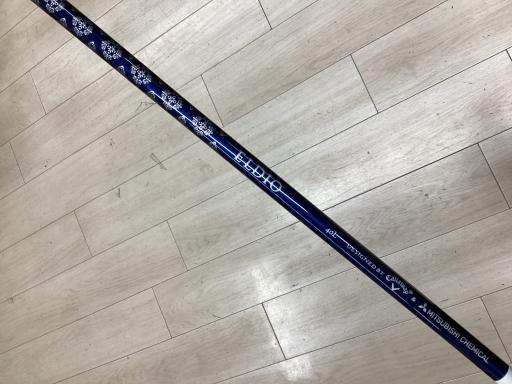 ELDIO
40L
DESIGNED BY Callaway & MITSUBISHI CHEMICAL